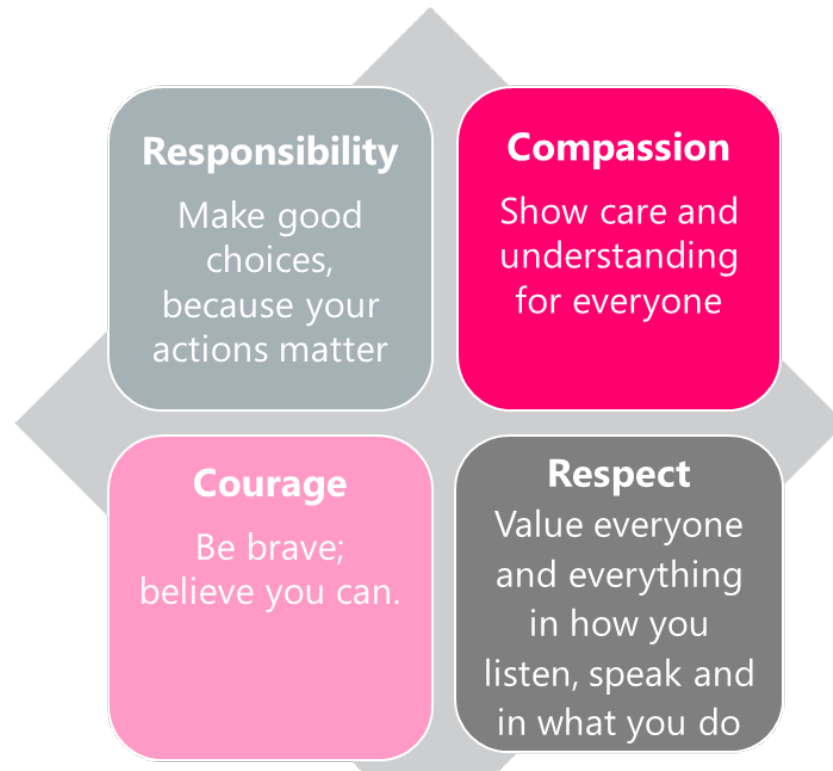 Responsibility
Make good
choices,
because your
actions matter
Compassion
Show care and
understanding
for everyone
Courage
Be brave;
believe you can.
Respect
Value everyone
and everything
in how you
listen, speak and
in what you do